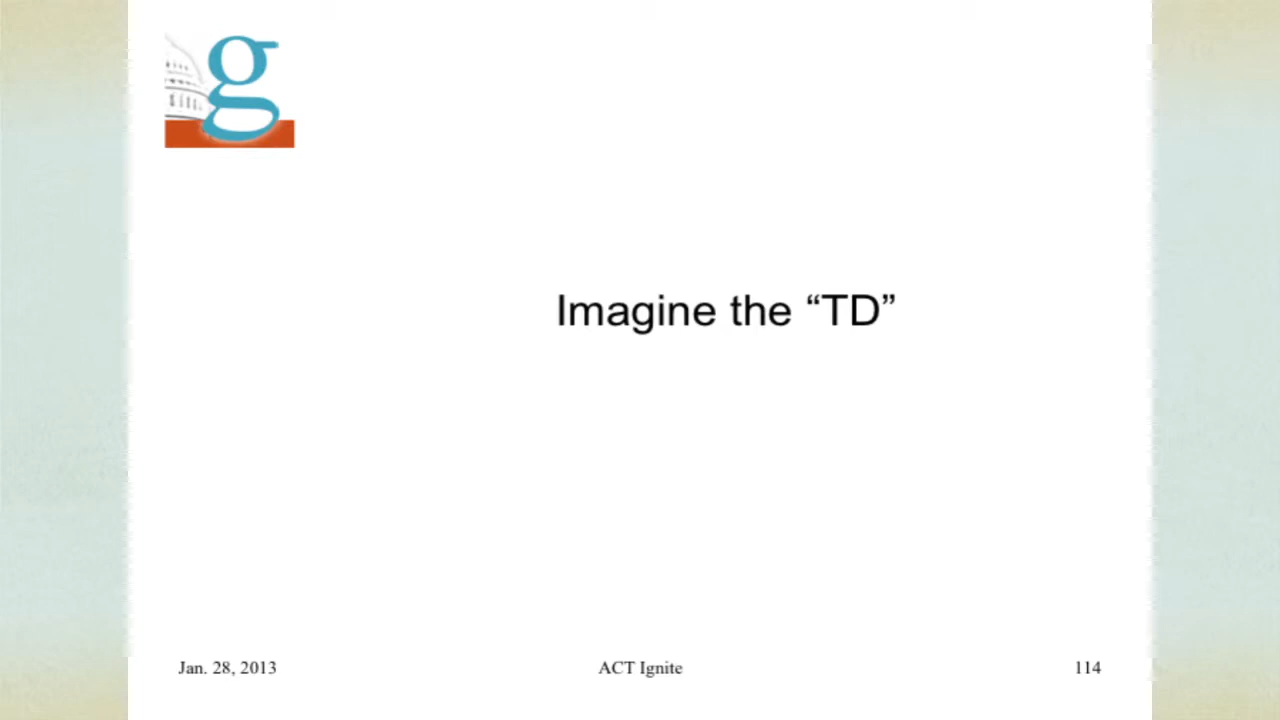 g
Imagine the “TD”
Jan. 28, 2013
ACT Ignite
114